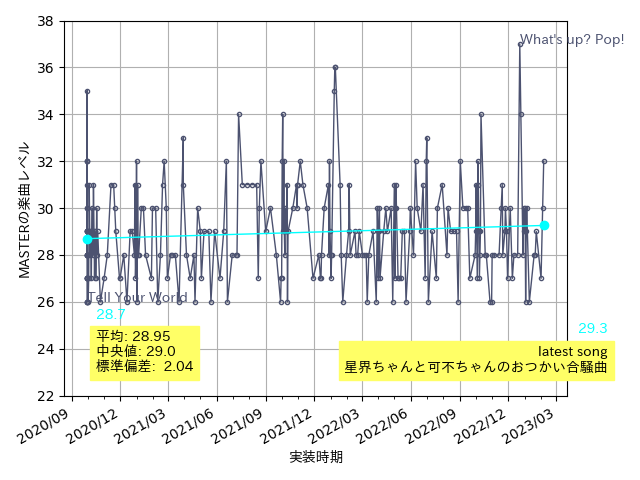 38
36
34
32
30
28
26
24
22
MASTERの楽曲レベル
What's up? Pop!
Tell Your World
28.7
29.3
平均: 28.95
中央値: 29.0
標準偏差: 2.04
latest song
星界ちゃんと可不ちゃんのおつかい合騒曲
2020/09
2020/12
2021/03
2021/06
2021/09
2021/12
2022/03
2022/06
2022/09
2022/12
2023/03
実装時期